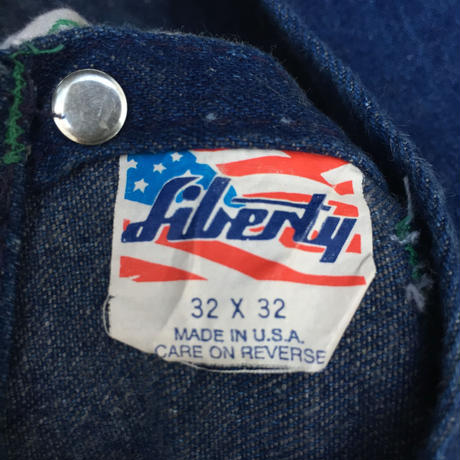 Liberty
32 X 32
MADE IN U.S.A.
CARE ON REVERSE